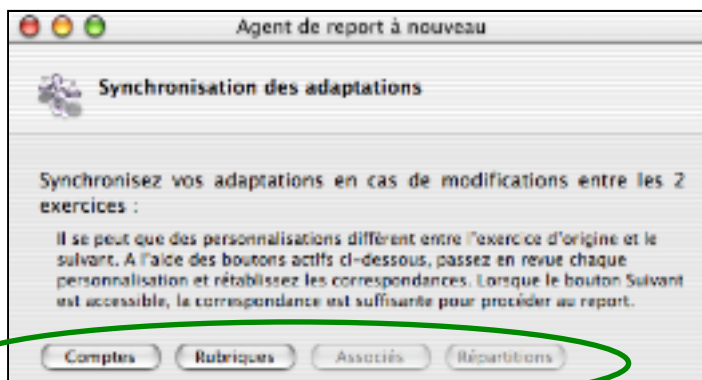 Agent de report à nouveau
Synchronisation des adaptations
Synchronisez vos adaptations en cas de modifications entre les 2
exercices :
Il se peut que des personnalisations diffèrent entre l'exercice d'origine et le
suivant. A l'aide des boutons actifs ci-dessous, passez en revue chaque
personnalisation et rétablissez les correspondances. Lorsque le bouton Suivant
est accessible, la correspondance est suffisante pour procéder au report.
Comptes Rubriques Associés Répartitions